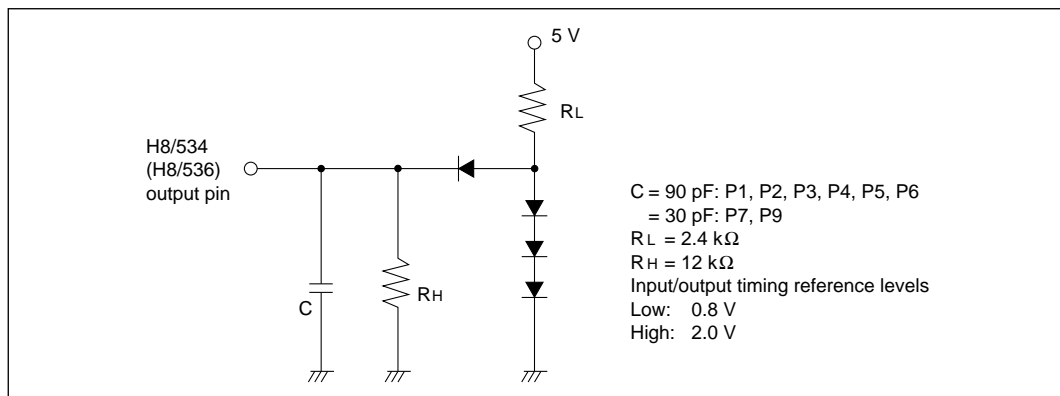 5 V
RL
H8/534
(H8/536)
output pin
C
RH
C = 90 pF: P1, P2, P3, P4, P5, P6
= 30 pF: P7, P9
RL = 2.4 kΩ
RH = 12 kΩ
Input/output timing reference levels
Low: 0.8 V
High: 2.0 V